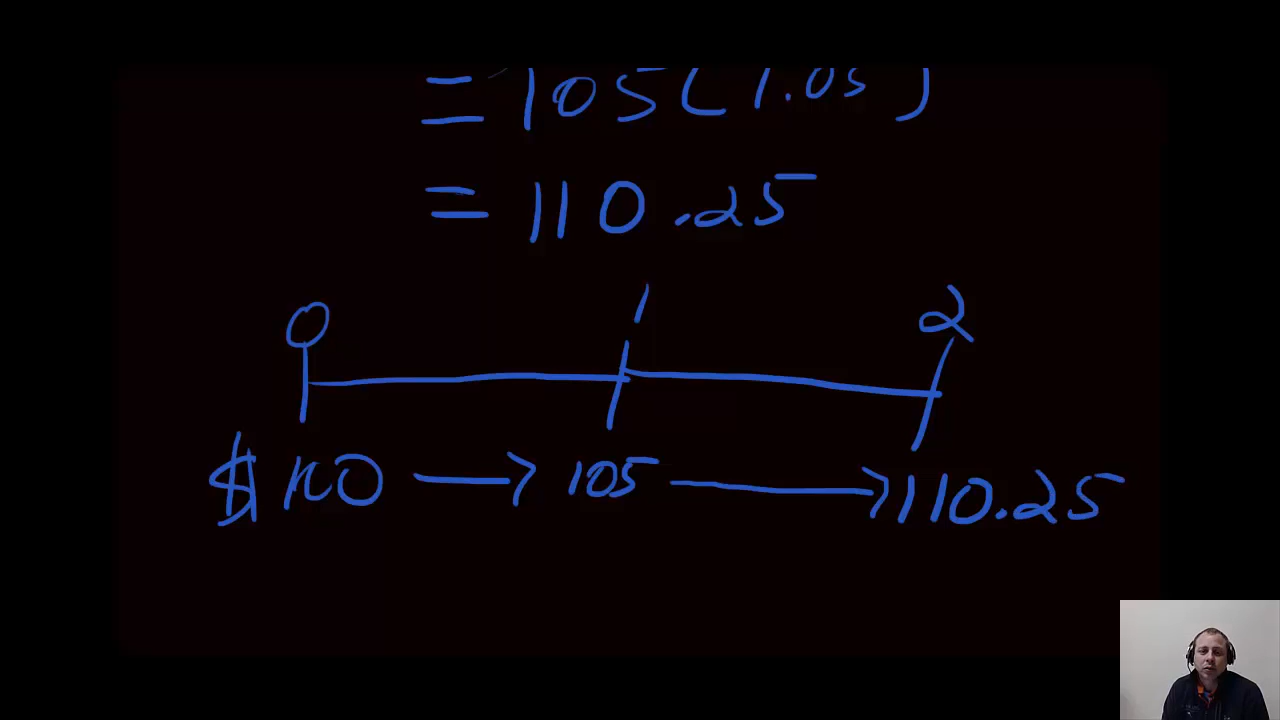 = 105(1.05)
= 110.25
0 1 2
$100 → 105 → 110.25